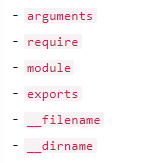 - arguments
- require
- module
- exports
- __filename
- __dirname